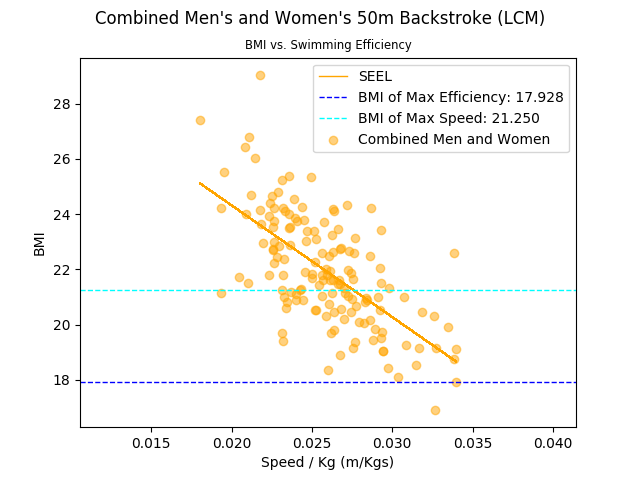 Combined Men's and Women's 50m Backstroke (LCM)
BMI vs. Swimming Efficiency
SEEL
BMI of Max Efficiency: 17.928
BMI of Max Speed: 21.250
Combined Men and Women
BMI
28
26
24
22
20
18
0.015 0.020 0.025 0.030 0.035 0.040
Speed / Kg (m/Kgs)